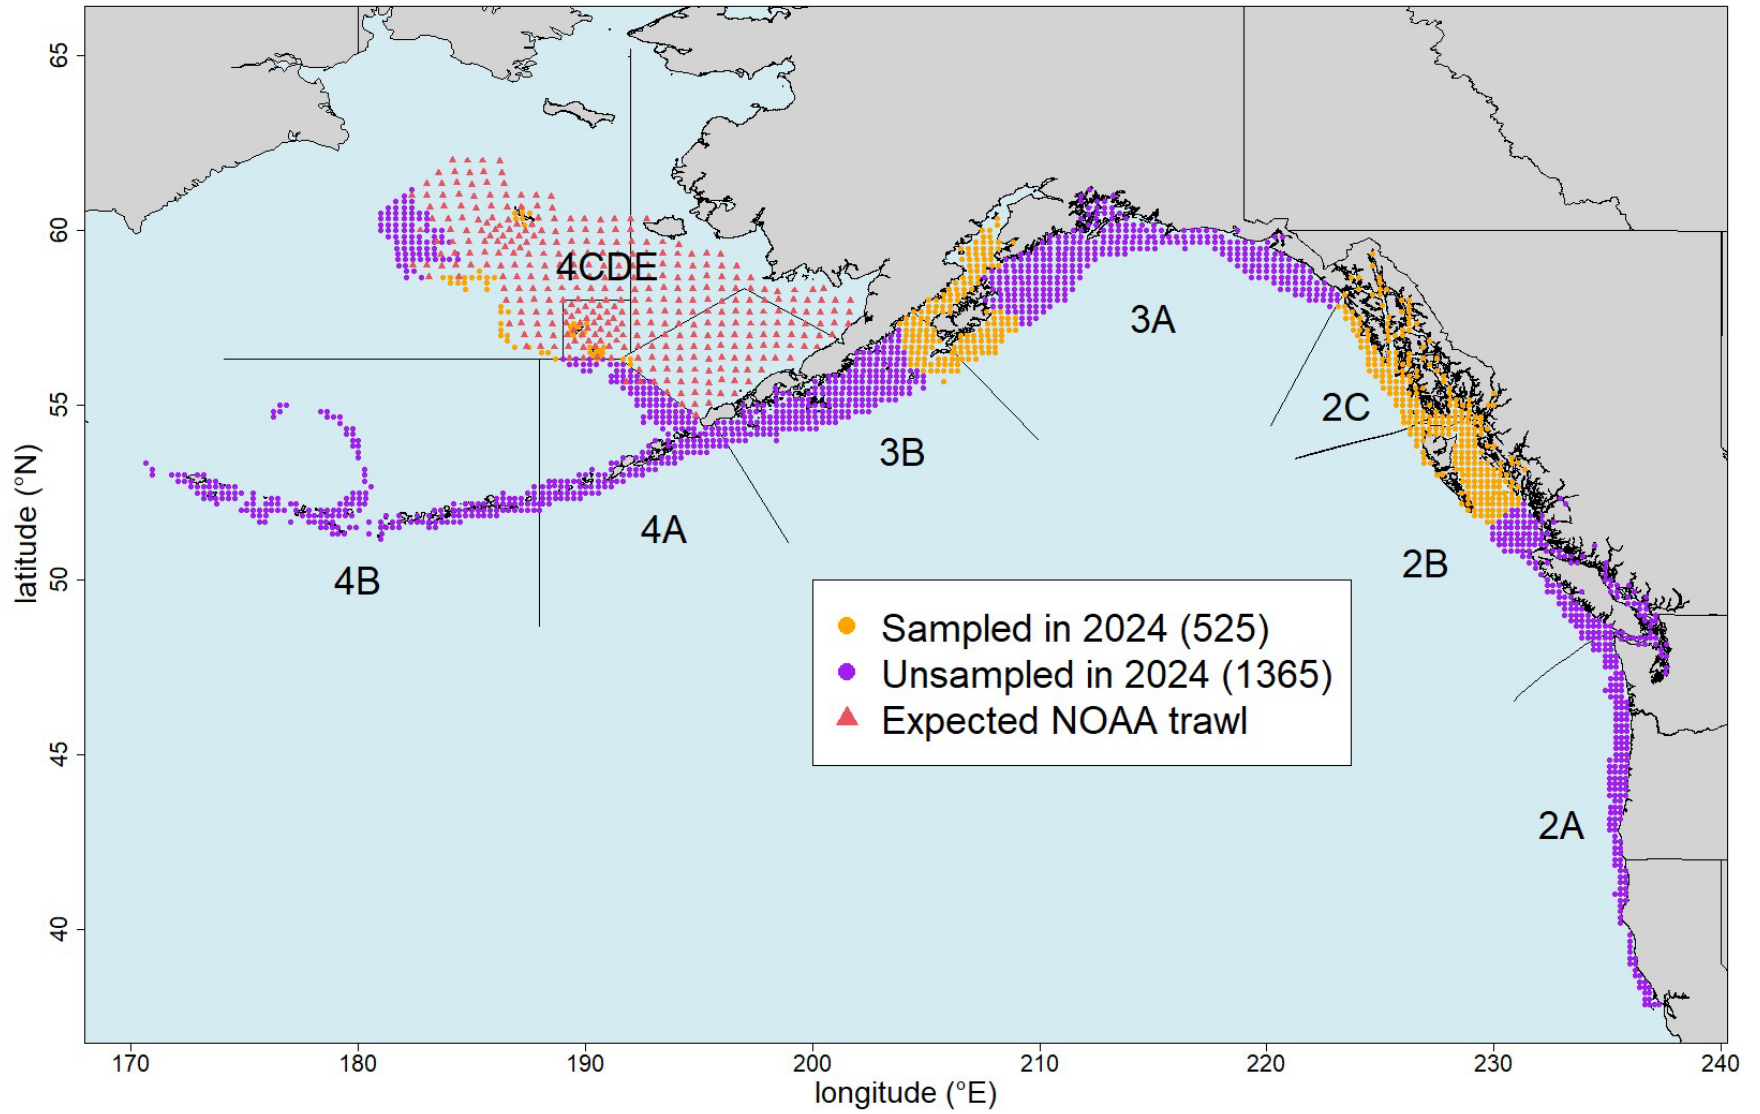 65
60
55
50
45
40
latitude (°N)
4CDE
3A
2C
3B
4A
2B
4B
2A
Sampled in 2024 (525)
Unsampled in 2024 (1365)
Expected NOAA trawl
170
180
190
200
210
220
230
240
longitude (°E)